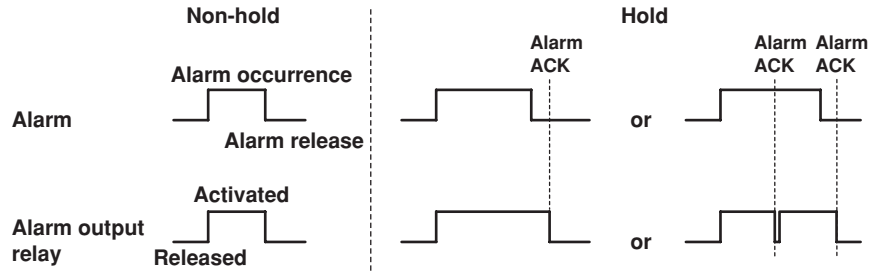 Non-hold
Hold
Alarm
ACK
Alarm
ACK
Alarm
ACK
Alarm occurrence
Alarm
Alarm release
or
Activated
Alarm output
relay
Released
or